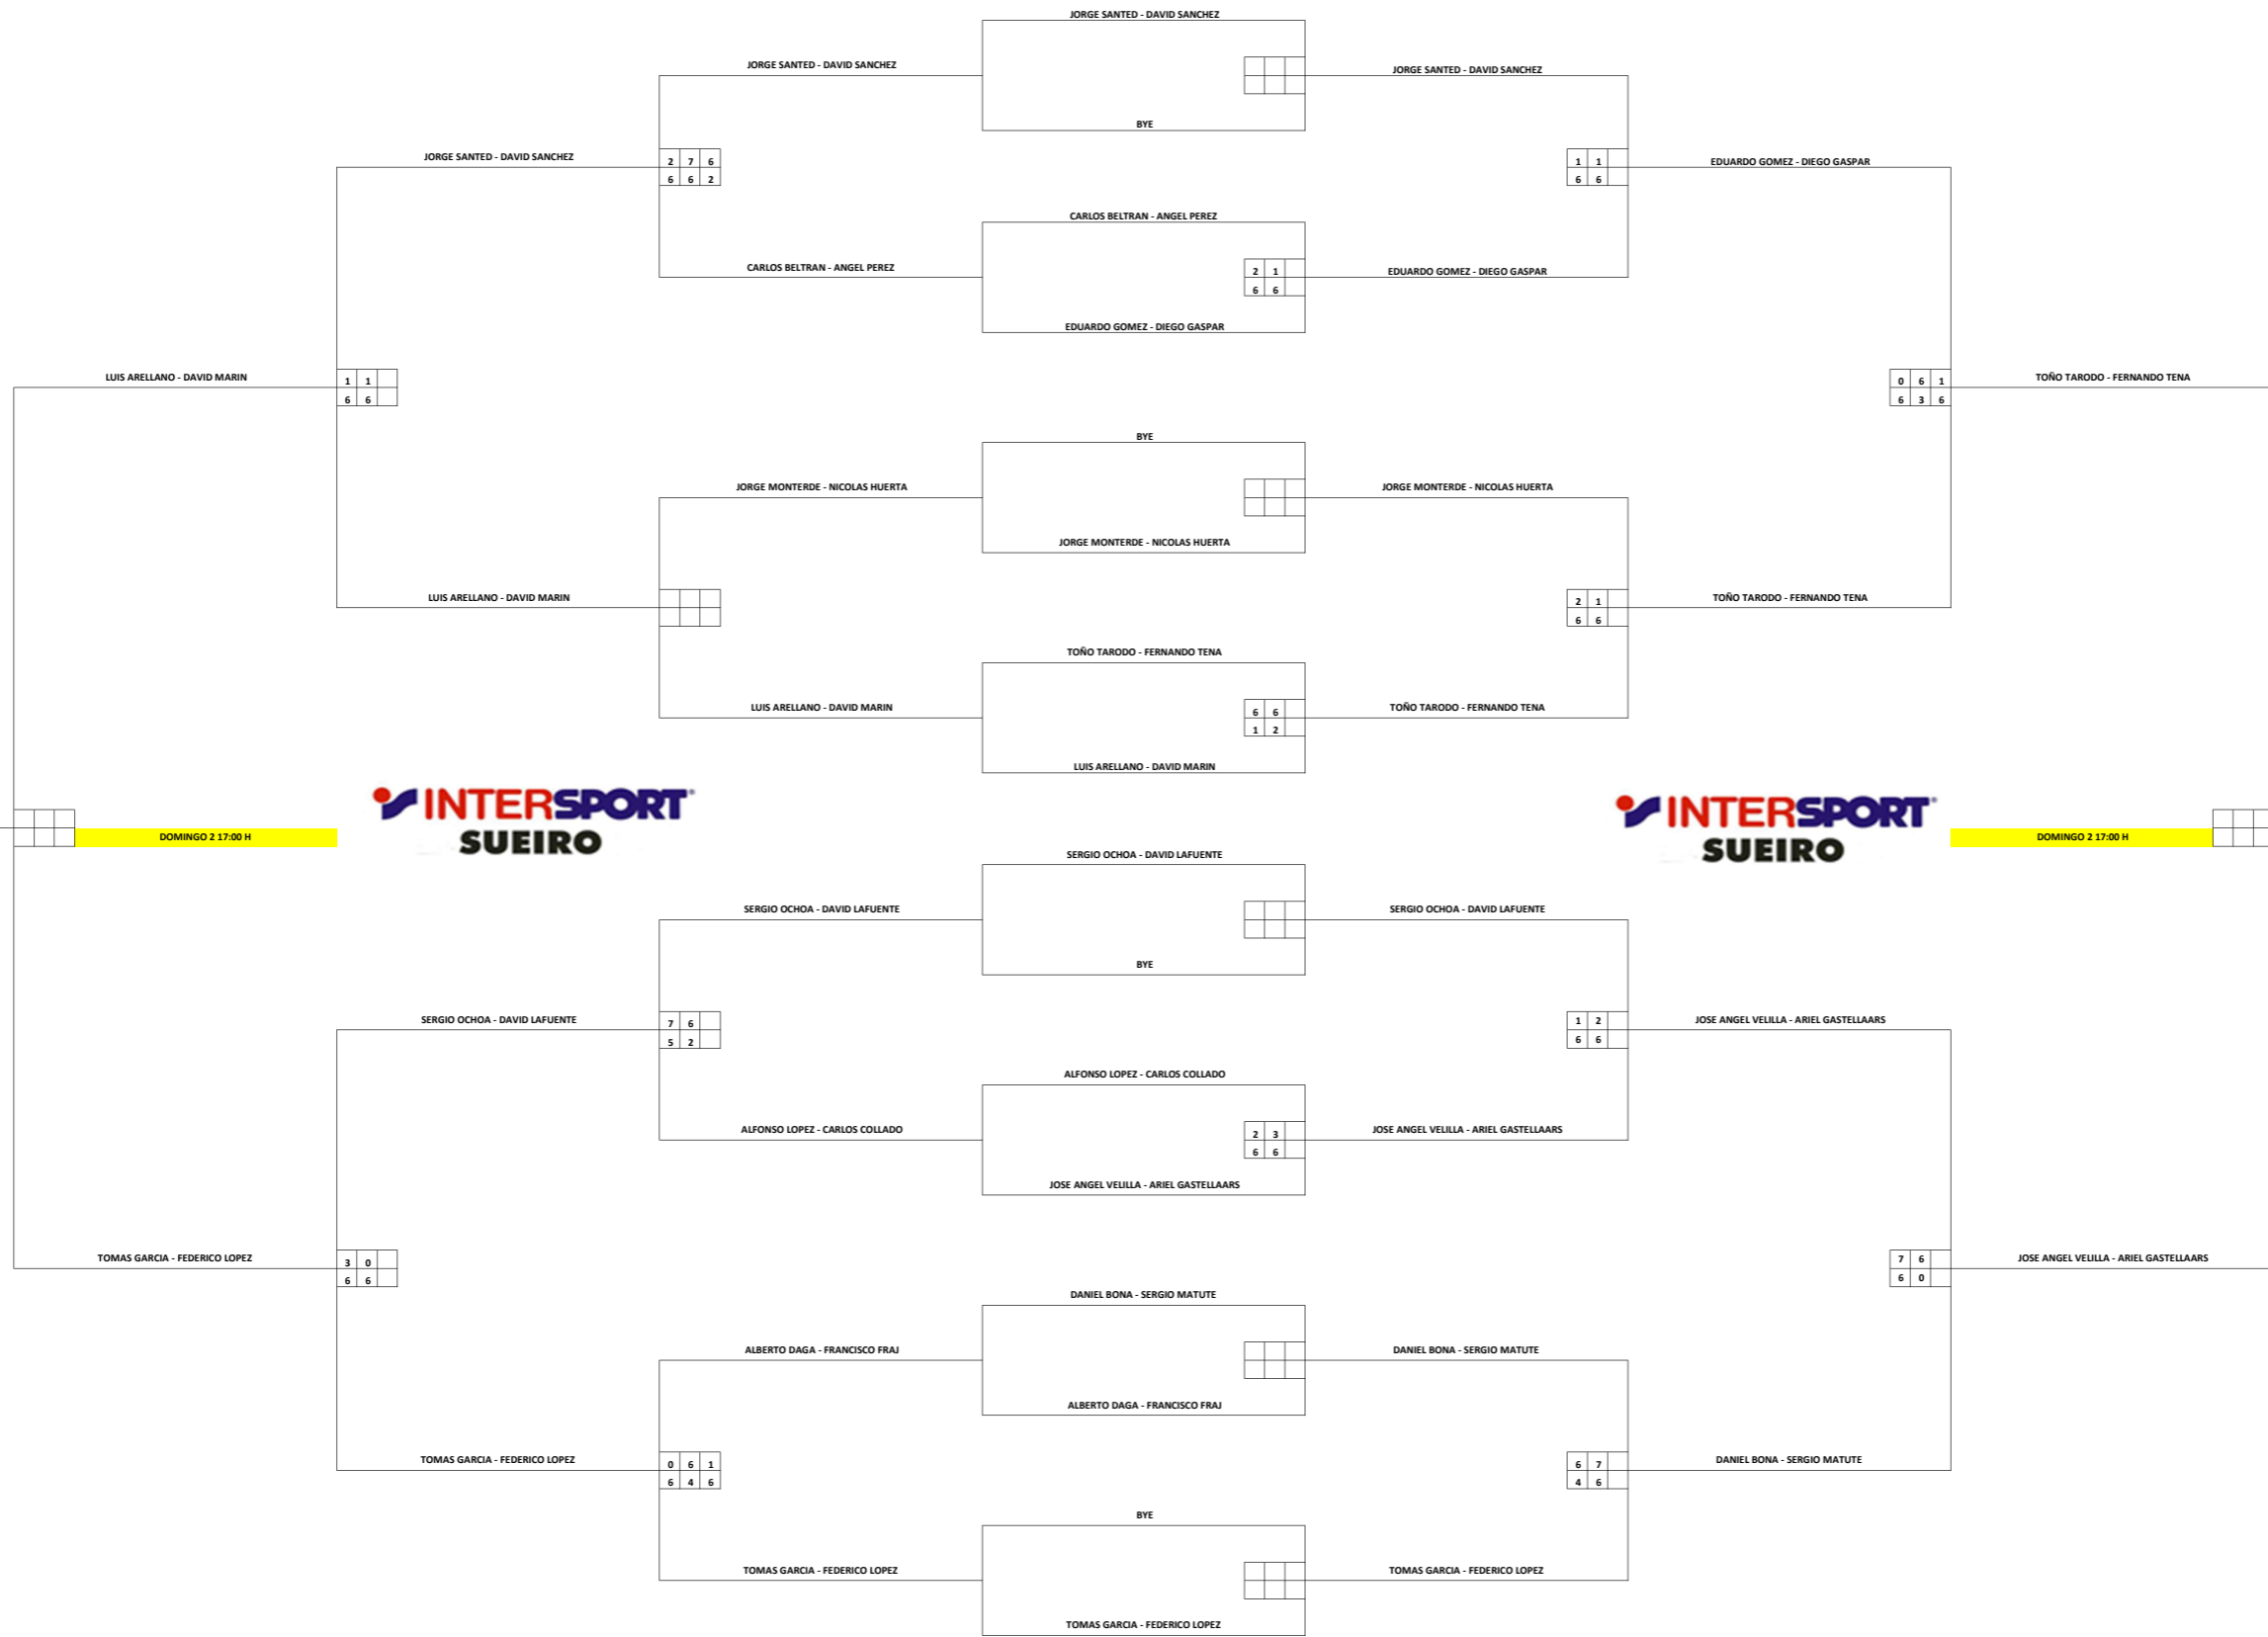 JORGE SANTED - DAVID SANCHEZ
JORGE SANTED - DAVID SANCHEZ
JORGE SANTED - DAVID SANCHEZ
BYE
JORGE SANTED - DAVID SANCHEZ
2 7 6
6 6 2
1 1
6 6
EDUARDO GOMEZ - DIEGO GASPAR
CARLOS BELTRAN - ANGEL PEREZ
CARLOS BELTRAN - ANGEL PEREZ
2 1
6 6
EDUARDO GOMEZ - DIEGO GASPAR
EDUARDO GOMEZ - DIEGO GASPAR
LUIS ARELLANO - DAVID MARIN
1 1
6 6
0 6 1
6 3 6
TOÑO TARODO - FERNANDO TENA
BYE
JORGE MONTERDE - NICOLAS HUERTA
JORGE MONTERDE - NICOLAS HUERTA
JORGE MONTERDE - NICOLAS HUERTA
LUIS ARELLANO - DAVID MARIN
2 1
6 6
TOÑO TARODO - FERNANDO TENA
TOÑO TARODO - FERNANDO TENA
LUIS ARELLANO - DAVID MARIN
6 6
1 2
TOÑO TARODO - FERNANDO TENA
LUIS ARELLANO - DAVID MARIN
DOMINGO 2 17:00 H
INTERSPORT
SUEIRO
INTERSPORT
SUEIRO
DOMINGO 2 17:00 H
SERGIO OCHOA - DAVID LAFUENTE
SERGIO OCHOA - DAVID LAFUENTE
SERGIO OCHOA - DAVID LAFUENTE
BYE
SERGIO OCHOA - DAVID LAFUENTE
7 6
5 2
1 2
6 6
JOSE ANGEL VELILLA - ARIEL GASTELLAARS
ALFONSO LOPEZ - CARLOS COLLADO
ALFONSO LOPEZ - CARLOS COLLADO
2 3
6 6
JOSE ANGEL VELILLA - ARIEL GASTELLAARS
JOSE ANGEL VELILLA - ARIEL GASTELLAARS
TOMAS GARCIA - FEDERICO LOPEZ
3 0
6 6
7 6
6 0
JOSE ANGEL VELILLA - ARIEL GASTELLAARS
DANIEL BONA - SERGIO MATUTE
ALBERTO DAGA - FRANCISCO FRAJ
DANIEL BONA - SERGIO MATUTE
ALBERTO DAGA - FRANCISCO FRAJ
TOMAS GARCIA - FEDERICO LOPEZ
0 6 1
6 4 6
6 7
4 6
DANIEL BONA - SERGIO MATUTE
BYE
TOMAS GARCIA - FEDERICO LOPEZ
TOMAS GARCIA - FEDERICO LOPEZ
TOMAS GARCIA - FEDERICO LOPEZ